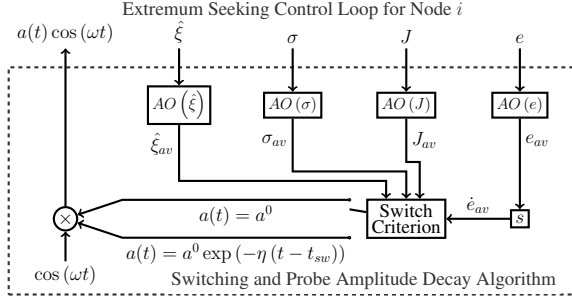 Extremum Seeking Control Loop for Node i
a(t) cos (ωt)
ξ̂
σ
J
e
AO (ξ̂)
AO (σ)
AO (J)
AO (e)
ξ̂_av
σ_av
J_av
e_av
a(t) = a^0
×
Switch
Criterion
ė_av
s
a(t) = a^0 exp (−η (t − t_sw))
cos (ωt)
Switching and Probe Amplitude Decay Algorithm